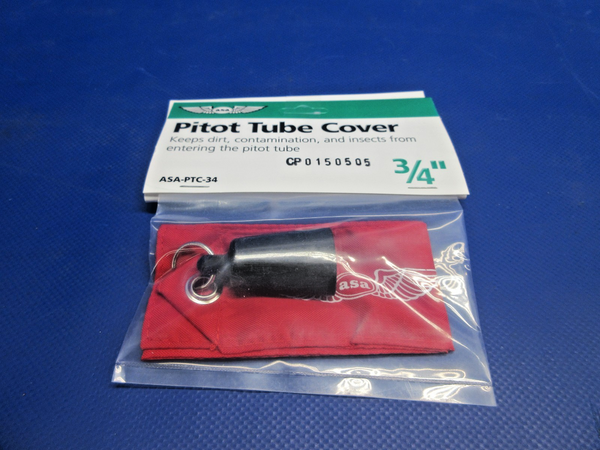 Pitot Tube Cover
Keeps dirt, contamination, and insects from
entering the pitot tube
CP0150505
3/4"
ASA-PTC-34
asa